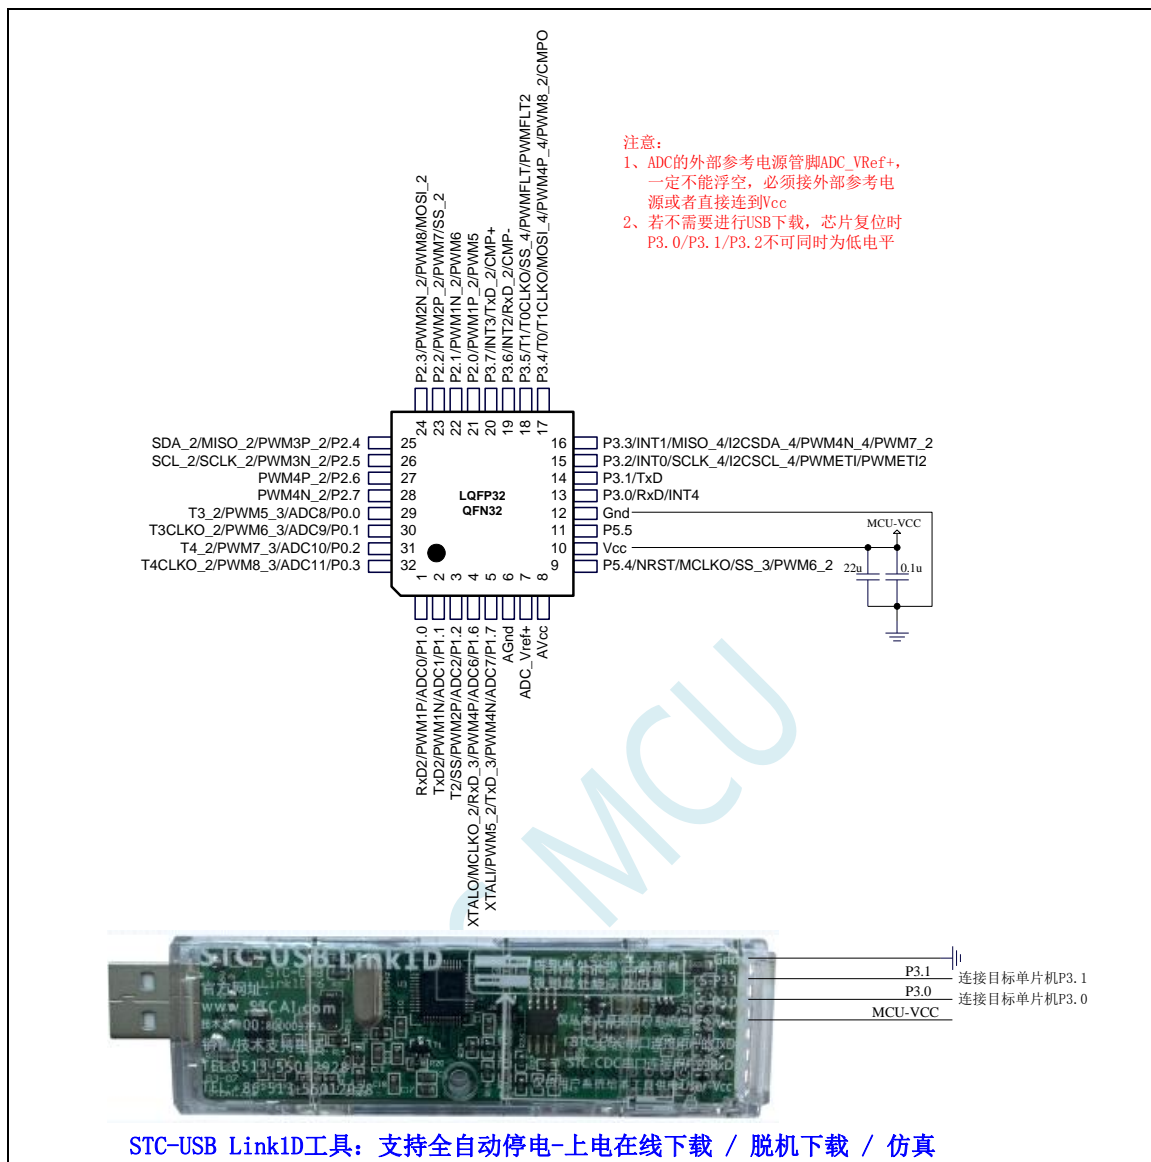 注意:
1、ADC的外部参考电源管脚ADC_VRef+,
一定不能浮空,必须接外部参考电
源或者直接连到Vcc
2、若不需要进行USB下载,芯片复位时
P3.0/P3.1/P3.2不可同时为低电平
P2.3/PWM2N_2/PWM8/MOSI_2
P2.2/PWM2P_2/PWM7/SS_2
P2.1/PWM1N_2/PWM6
P2.0/PWM1P_2/PWM5
P3.7/INT3/TxD_2/CMP+
P3.6/INT2/RxD_2/CMP-
P3.5/T1/T0CLKO/SS_4/PWMFLT/PWMFLT2
P3.4/T0/T1CLKO/MOSI_4/PWM4P_4/PWM8_2/CMPO
24 23 22 21 20 19 18 17
SDA_2/MISO_2/PWM3P_2/P2.4 25
SCL_2/SCLK_2/PWM3N_2/P2.5 26
PWM4P_2/P2.6 27
PWM4N_2/P2.7 28
T3_2/PWM5_3/ADC8/P0.0 29
T3CLKO_2/PWM6_3/ADC9/P0.1 30
T4_2/PWM7_3/ADC10/P0.2 31
T4CLKO_2/PWM8_3/ADC11/P0.3 32
LQFP32
QFN32
16 P3.3/INT1/MISO_4/I2CSDA_4/PWM4N_4/PWM7_2
15 P3.2/INT0/SCLK_4/I2CSCL_4/PWMETI/PWMETI2
14 P3.1/TxD
13 P3.0/RxD/INT4
12 Gnd
11 P5.5
10 Vcc
9 P5.4/NRST/MCLKO/SS_3/PWM6_2
MCU-VCC
22u
0.1u
1 2 3 4 5 6 7 8
RxD2/PWM1P/ADC0/P1.0
TxD2/PWM1N/ADC1/P1.1
T2/SS/PWM2P/ADC2/P1.2
XTALO/MCLKO_2/RxD_3/PWM4P/ADC6/P1.6
XTALI/PWM5_2/TxD_3/PWM4N/ADC7/P1.7
AGnd
ADC_Vref+
AVcc
MCU
STC-USB Link1D
官方网址:
www.STCAI.com
Gnd
P3.1 连接目标单片机P3.1
P3.0 连接目标单片机P3.0
MCU-VCC
STC-USB Link1D工具: 支持全自动停电-上电在线下载 / 脱机下载 / 仿真